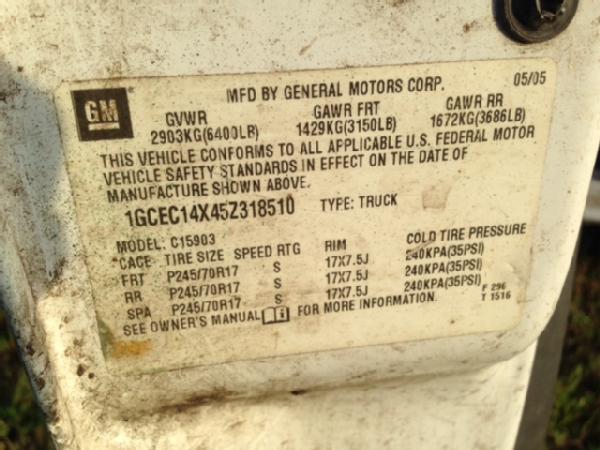 MFD BY GENERAL MOTORS CORP. 05/05
GM GVWR GAWR FRT GAWR RR
2903KG(6400LB) 1429KG(3150LB) 1672KG(3686LB)
THIS VEHICLE CONFORMS TO ALL APPLICABLE U.S. FEDERAL MOTOR
VEHICLE SAFETY STANDARDS IN EFFECT ON THE DATE OF
MANUFACTURE SHOWN ABOVE.
1GCEC14X45Z318510 TYPE: TRUCK
MODEL: C15903
CAGE TIRE SIZE SPEED RTG RIM COLD TIRE PRESSURE
FRT P245/70R17 S 17X7.5J 240KPA(35PSI)
RR P245/70R17 S 17X7.5J 240KPA(35PSI)
SPA P245/70R17 S 17X7.5J 240KPA(35PSI)
SEE OWNER'S MANUAL FOR MORE INFORMATION.
F 296
T 1516